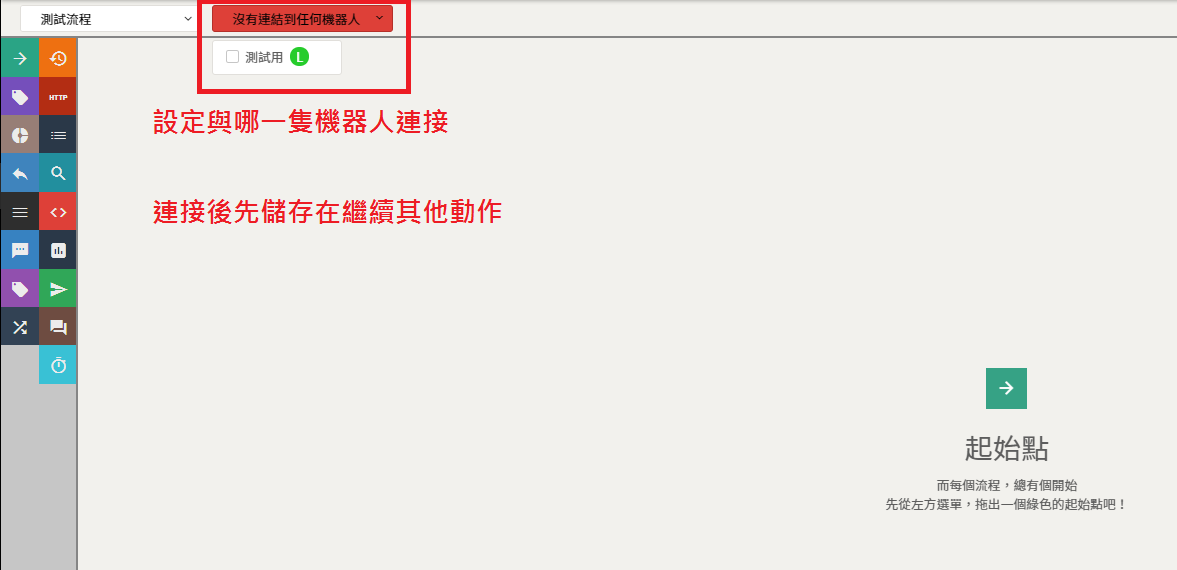 測試流程
沒有連結到任何機器人
測試用 L
設定與哪一隻機器人連接
HTTP
連接後先儲存在繼續其他動作
起始點
而每個流程，總有個開始
先從左方選單，拖出一個綠色的起始點吧！